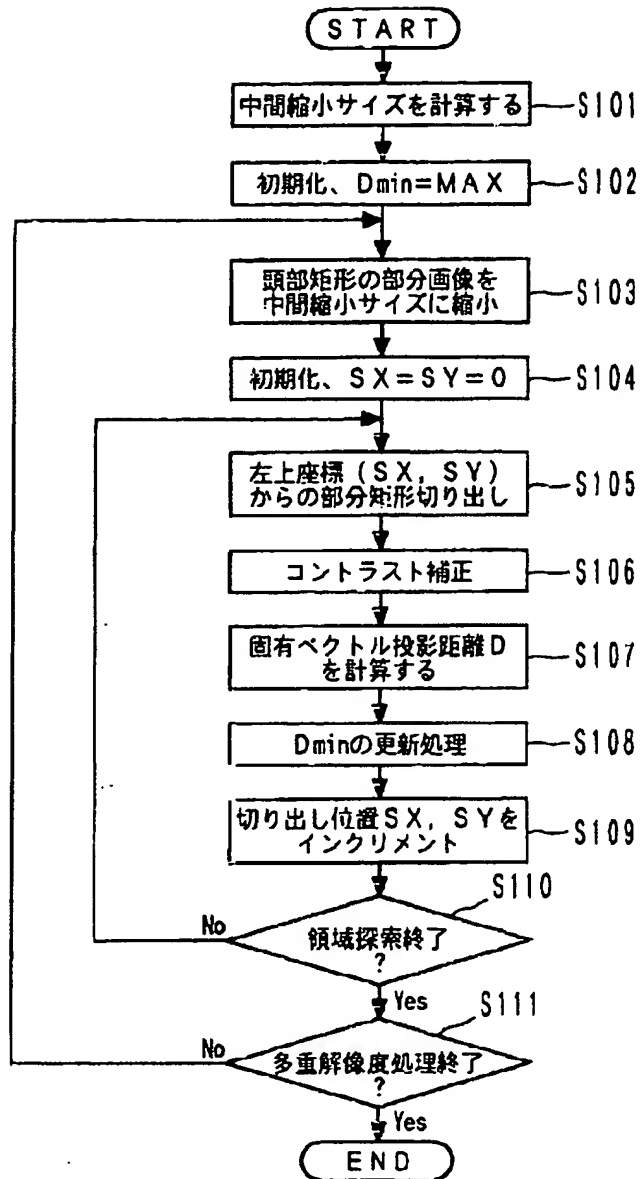 START
中間縮小サイズを計算する
S101
初期化、Dmin=MAX
S102
頭部矩形の部分画像を
中間縮小サイズに縮小
S103
初期化、SX=SY=0
S104
左上座標(SX,SY)
からの部分矩形切り出し
S105
コントラスト補正
S106
固有ベクトル投影距離D
を計算する
S107
Dminの更新処理
S108
切り出し位置SX,SYを
インクリメント
S109
S110
No
領域探索終了
?
Yes
S111
No
多重解像度処理終了
?
Yes
END